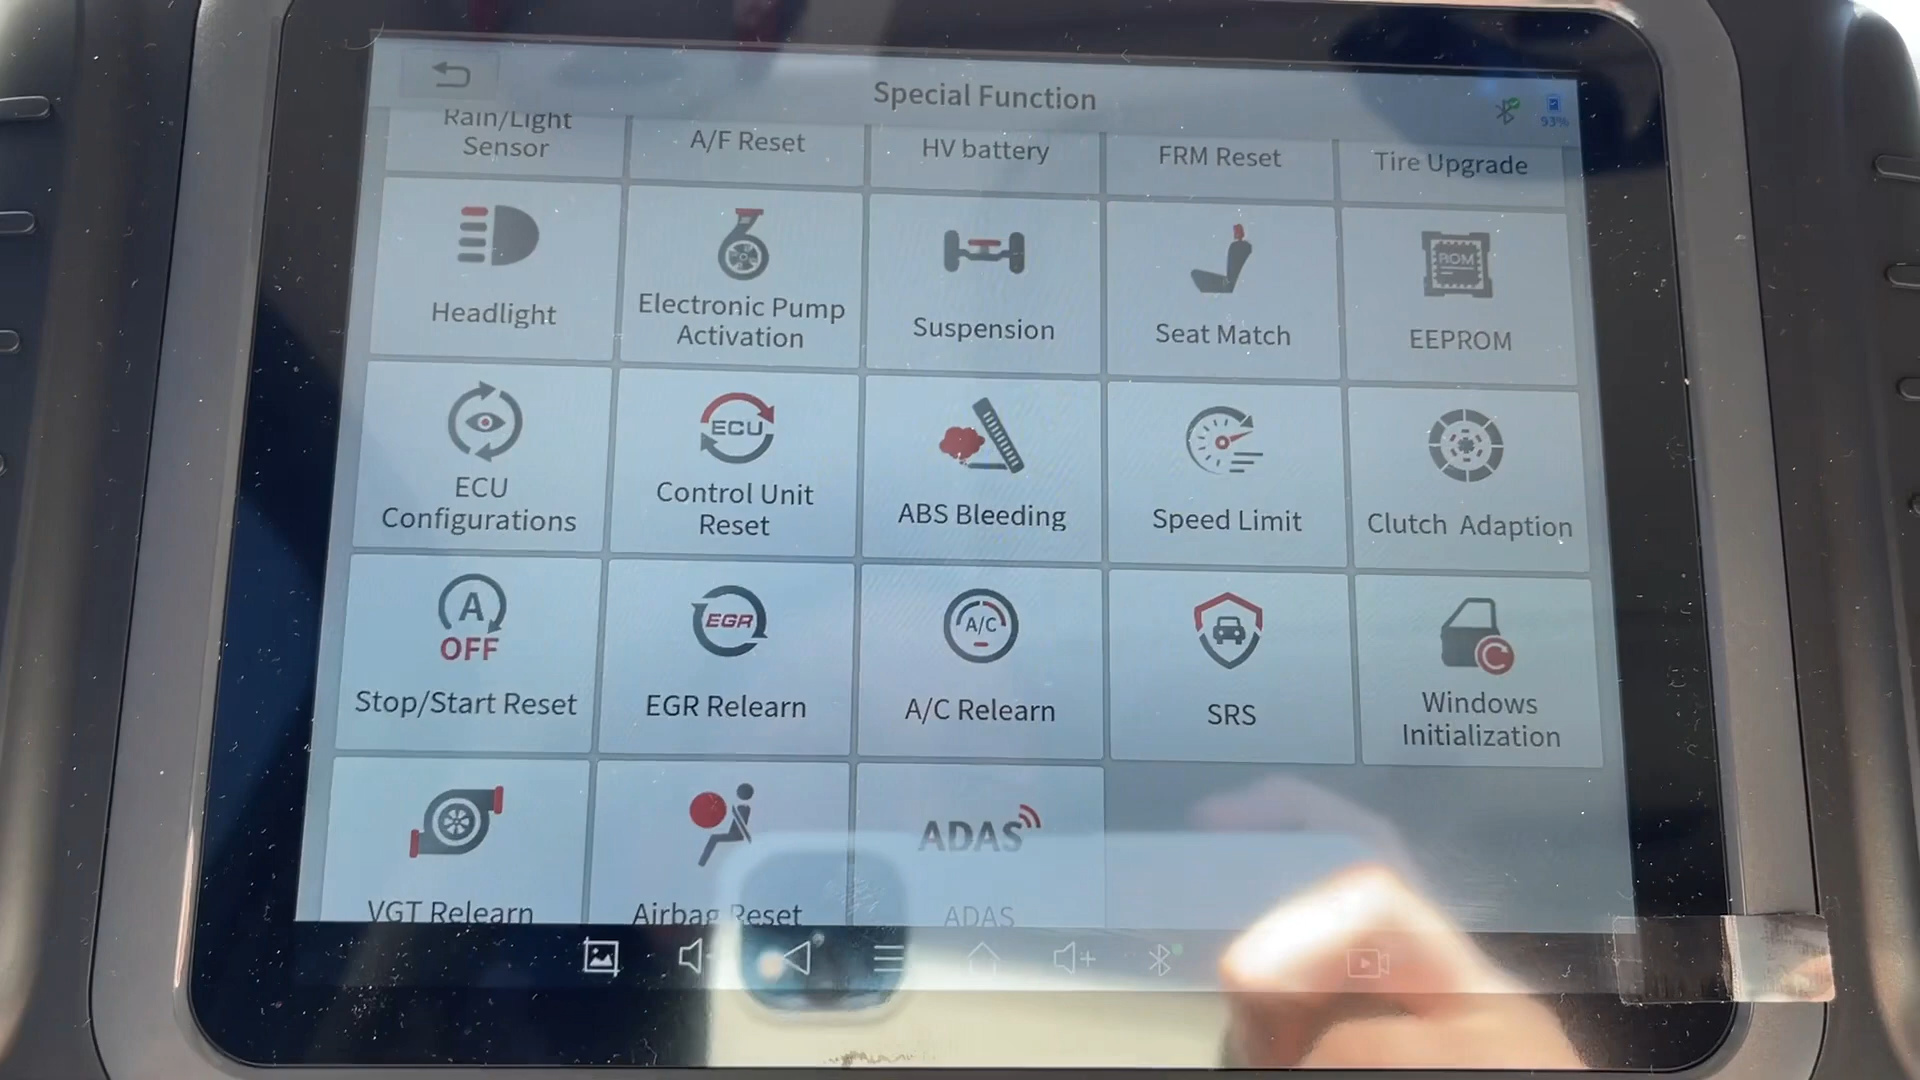 Special Function
93%
Rain/Light
Sensor
A/F Reset
HV battery
FRM Reset
Tire Upgrade
Headlight
Electronic Pump
Activation
Suspension
Seat Match
ROM
EEPROM
ECU
Configurations
ECU
Control Unit
Reset
ABS Bleeding
Speed Limit
Clutch Adaption
A
OFF
Stop/Start Reset
EGR
EGR Relearn
A/C
A/C Relearn
SRS
Windows
Initialization
VGT Relearn
Airbag Reset
ADAS
ADAS